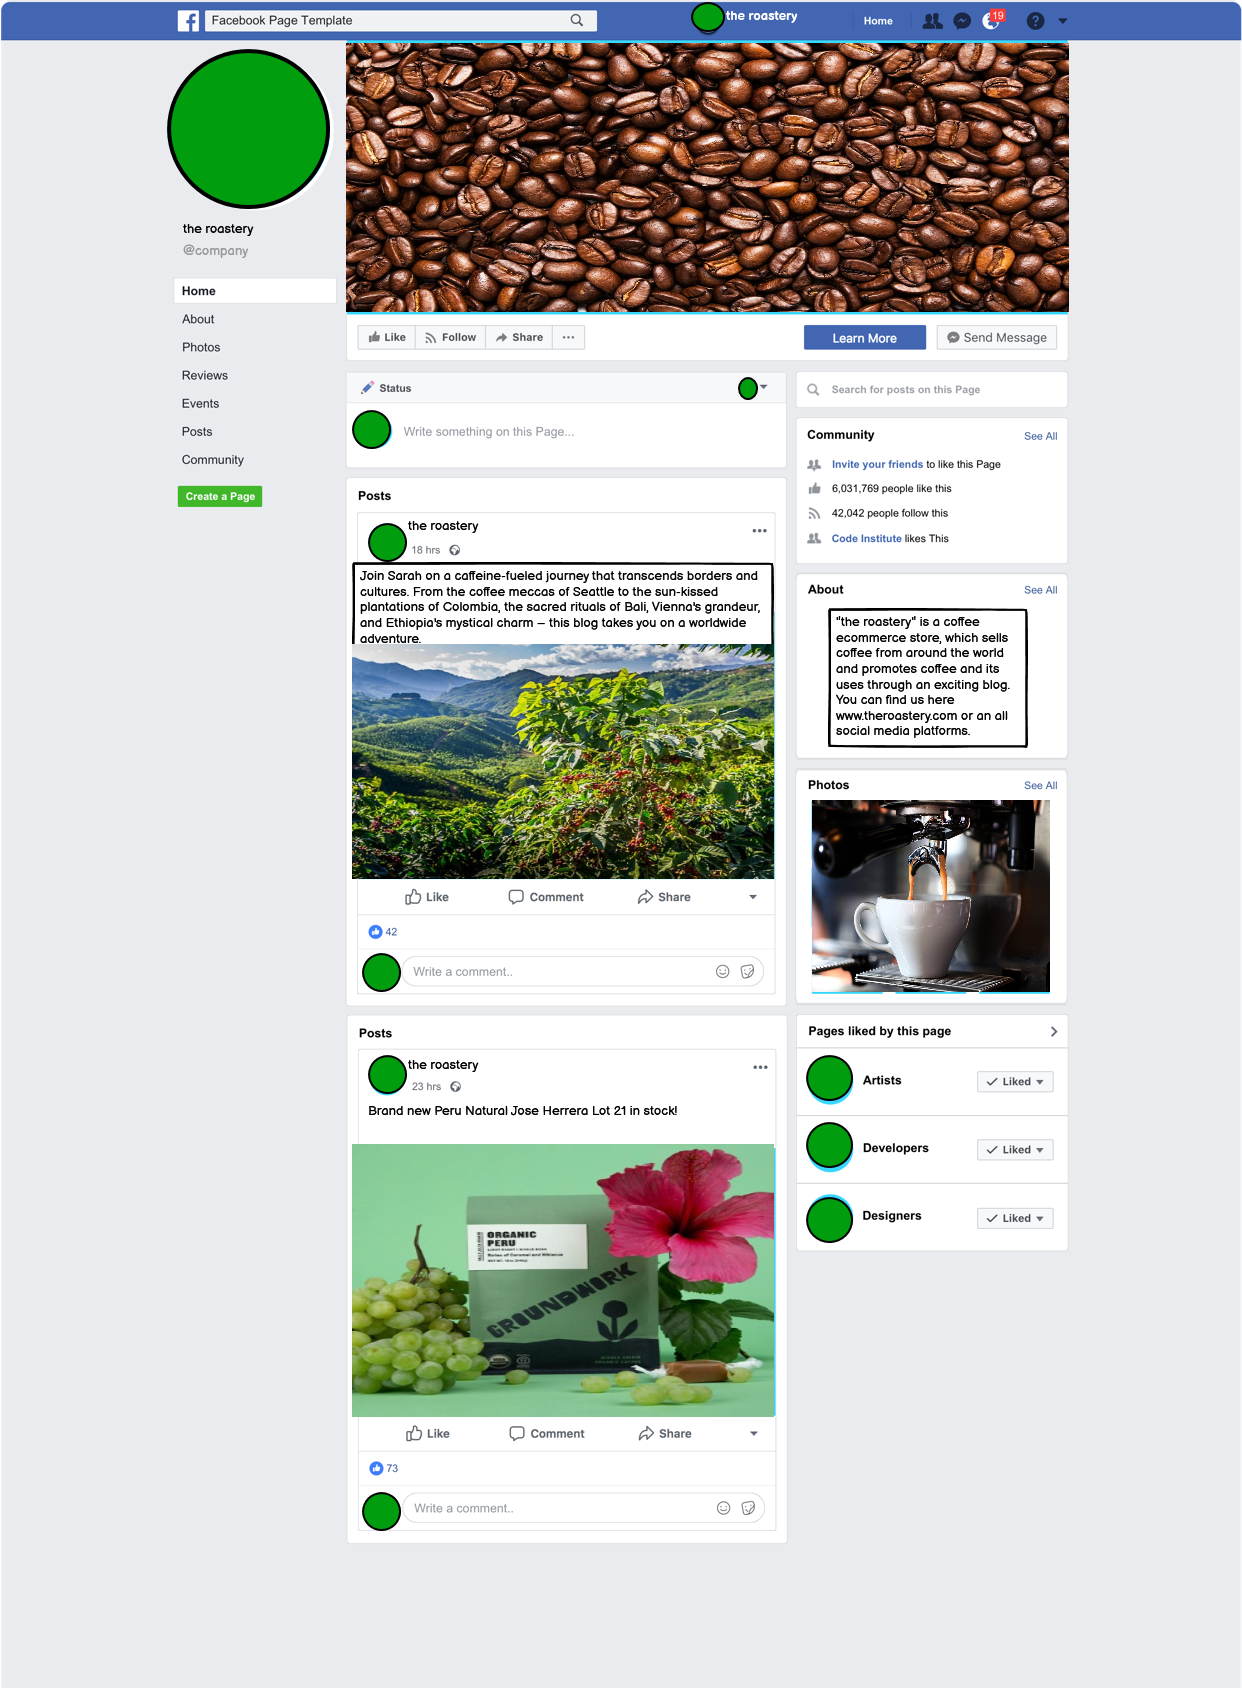 Facebook Page Template
the roastery
Home
19
the roastery
@company
Home
About
Photos
Reviews
Events
Posts
Community
Create a Page
Like
Follow
Share
Learn More
Send Message
Status
Write something on this Page...
Posts
the roastery
18 hrs
Join Sarah on a caffeine-fueled journey that transcends borders and
cultures. From the coffee meccas of Seattle to the sun-kissed
plantations of Colombia, the sacred rituals of Bali, Vienna's grandeur,
and Ethiopia's mystical charm – this blog takes you on a worldwide
adventure.
Like
Comment
Share
42
Write a comment..
Posts
the roastery
23 hrs
Brand new Peru Natural Jose Herrera Lot 21 in stock!
ORGANIC
PERU
Notes of Caramel and Hibiscus
GROUNDWORK
Like
Comment
Share
73
Write a comment..
Search for posts on this Page
Community
See All
Invite your friends to like this Page
6,031,769 people like this
42,042 people follow this
Code Institute likes This
About
See All
"the roastery" is a coffee
ecommerce store, which sells
coffee from around the world
and promotes coffee and its
uses through an exciting blog.
You can find us here
www.theroastery.com or an all
social media platforms.
Photos
See All
Pages liked by this page
Artists
Liked
Developers
Liked
Designers
Liked